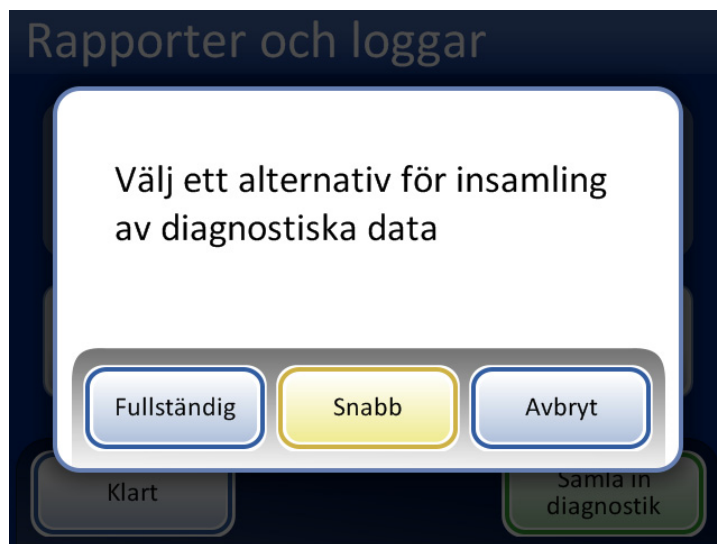 Rapporter och loggar
Välj ett alternativ för insamling
av diagnostiska data
Fullständig
Snabb
Avbryt
Klart
Samla in
diagnostik